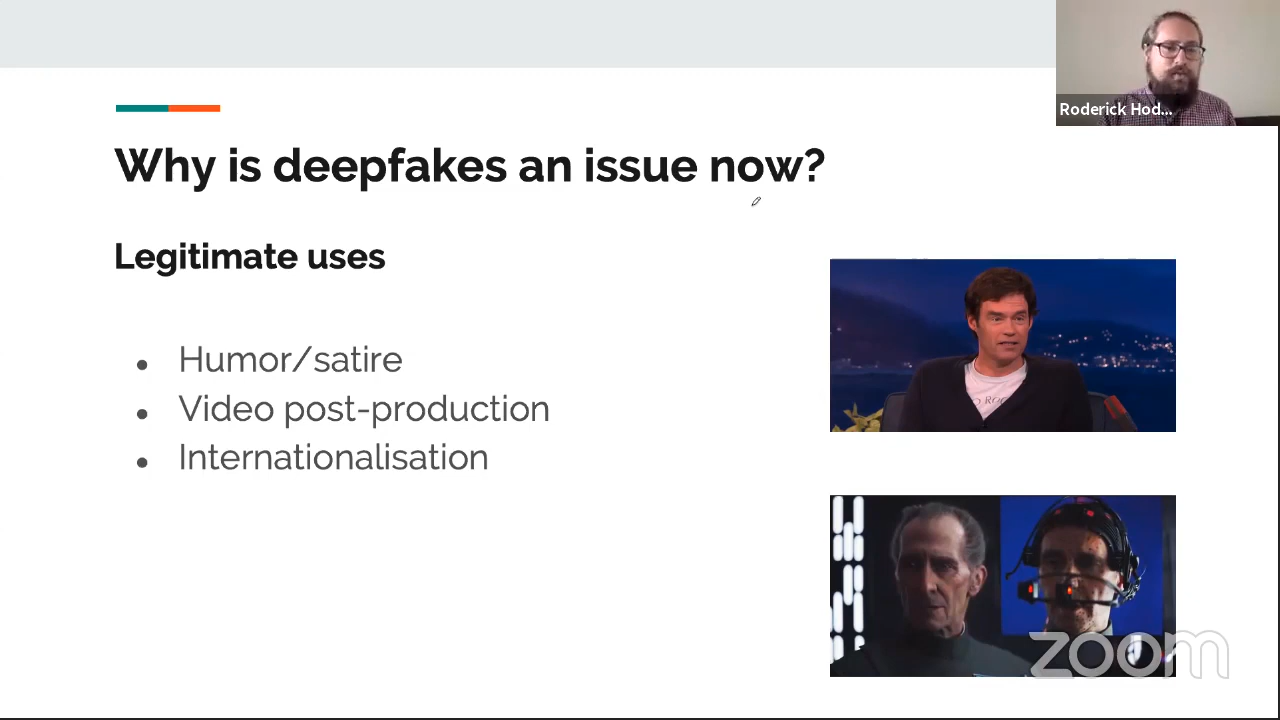 Roderick Hod...
Why is deepfakes an issue now?
Legitimate uses
● Humor/satire
● Video post-production
● Internationalisation
zoom